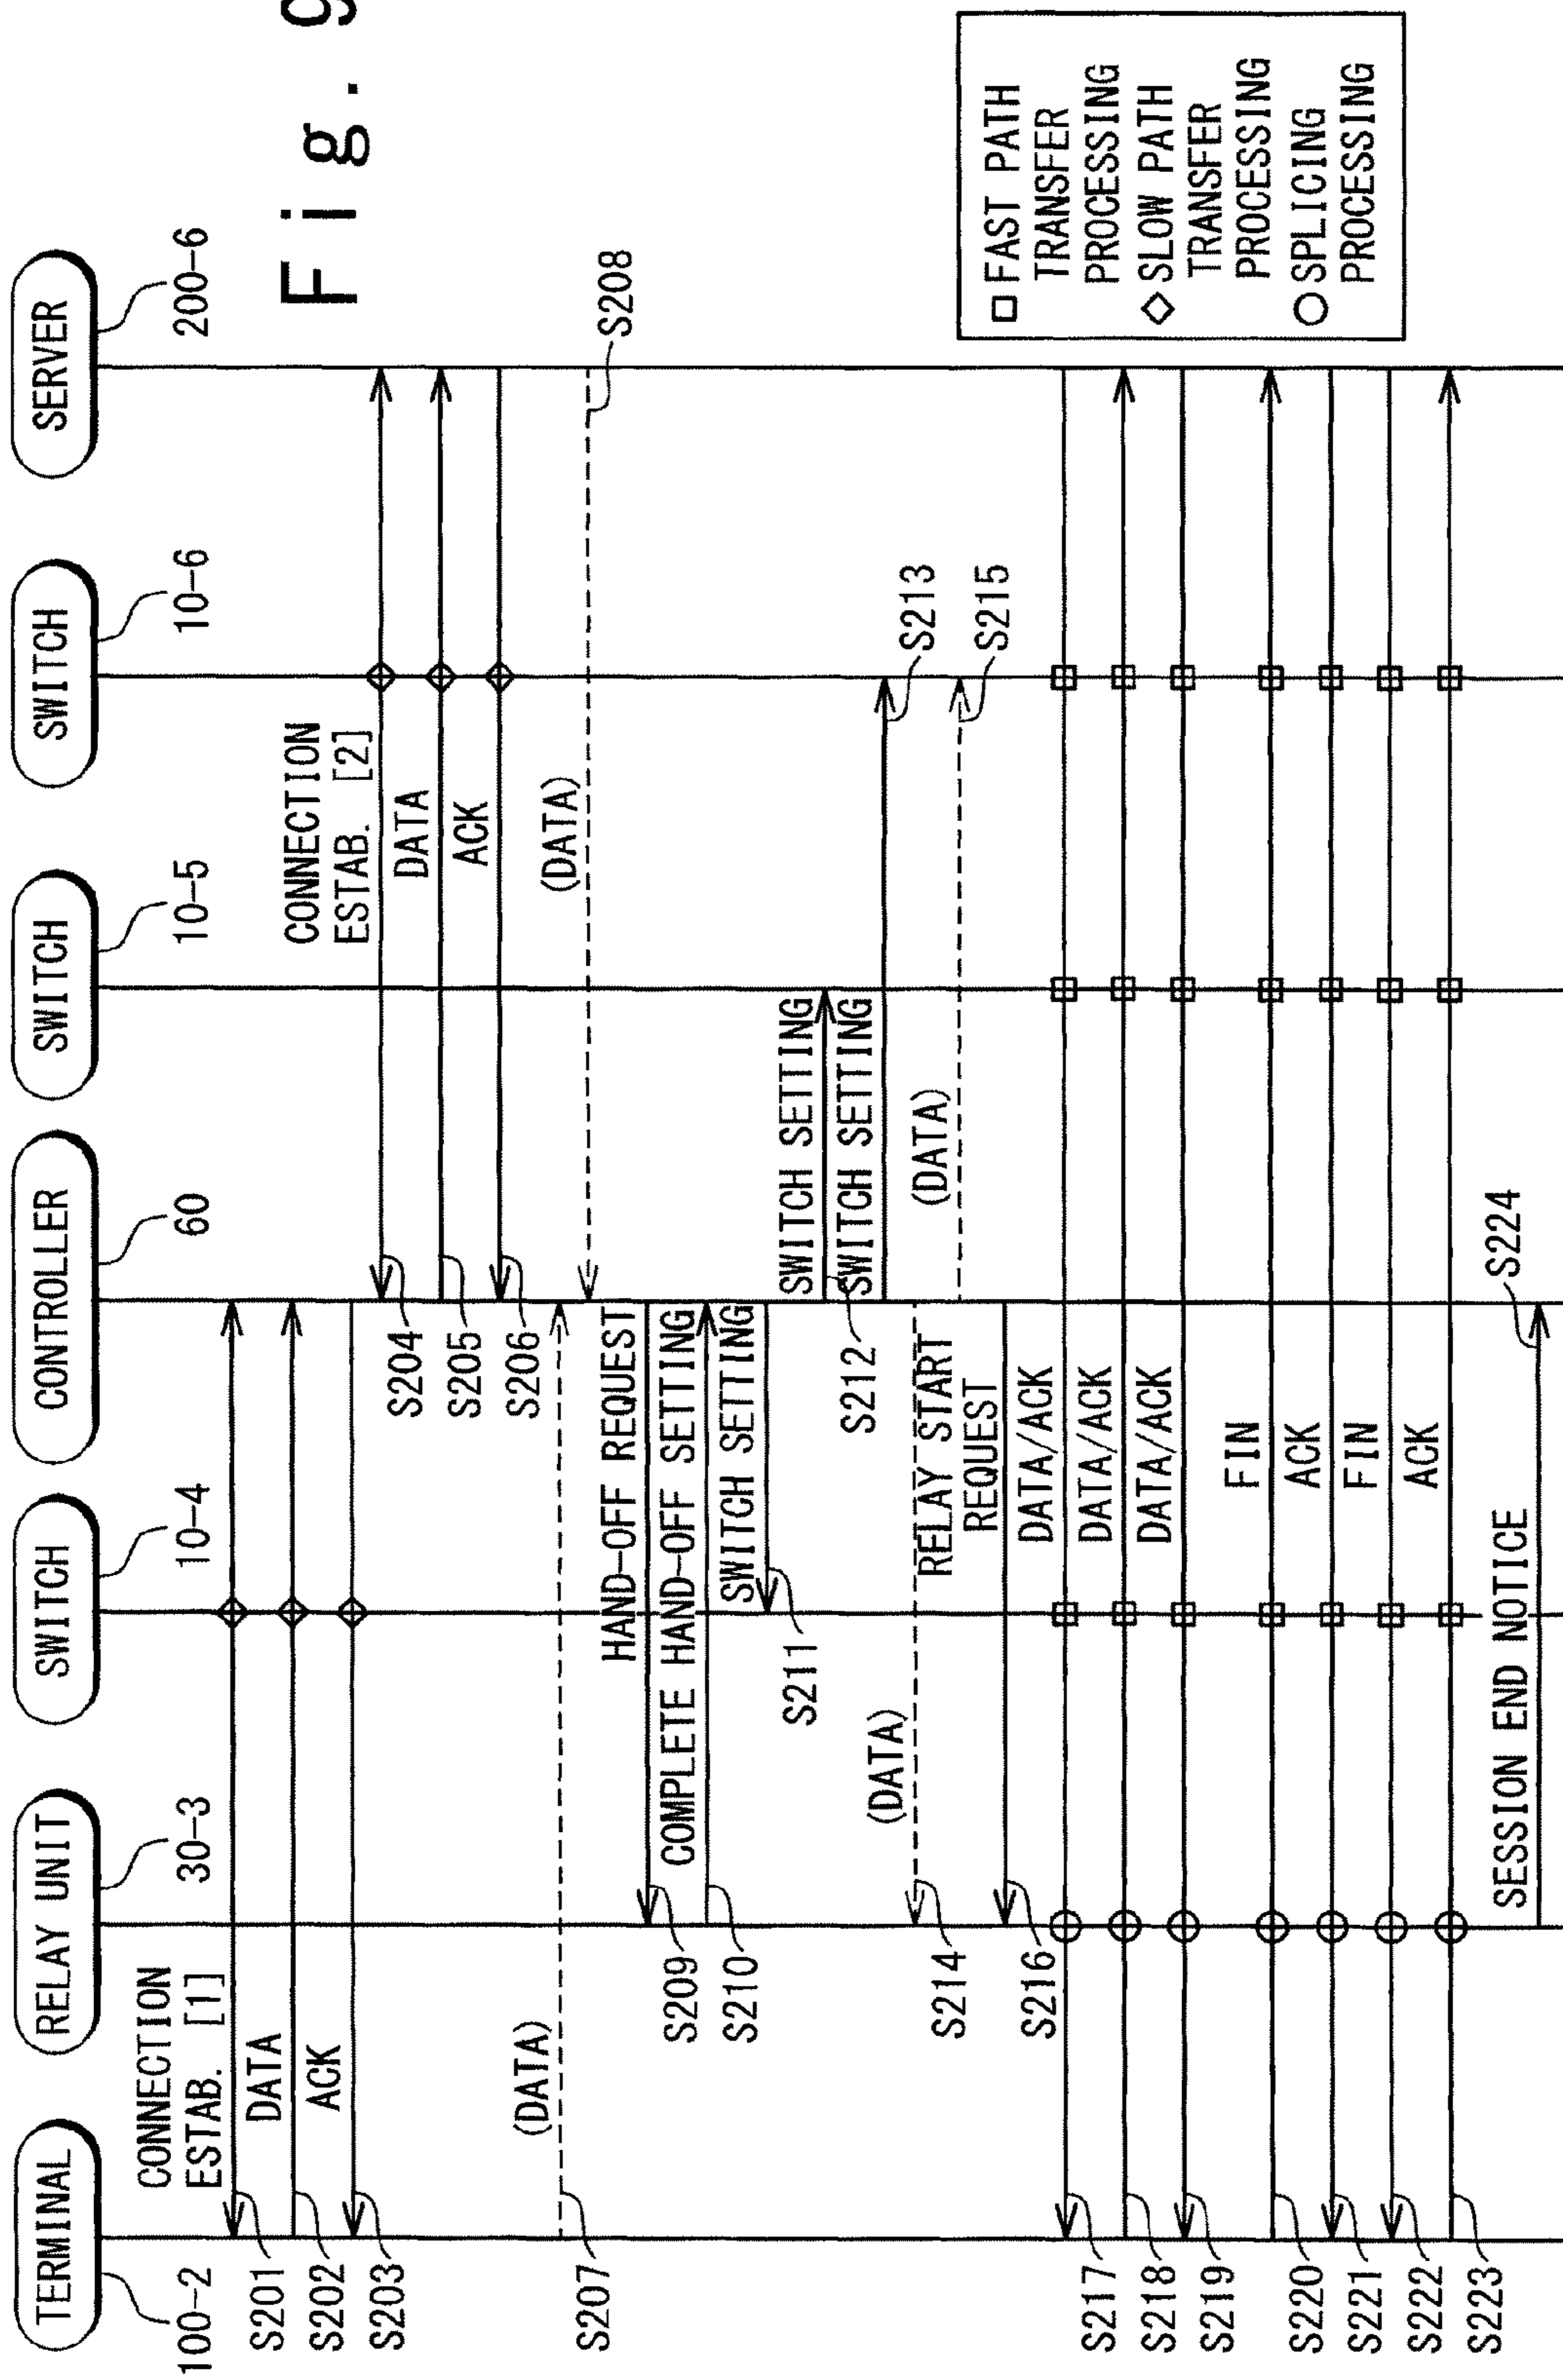 Fig. 9
TERMINAL
RELAY UNIT
SWITCH
CONTROLLER
SWITCH
SWITCH
SERVER
100-2
30-3
10-4
60
10-5
10-6
200-6
CONNECTION
ESTAB. [1]
S201
DATA
S202
ACK
S203
CONNECTION
ESTAB. [2]
S204
DATA
S205
ACK
S206
(DATA)
S207
(DATA)
S208
HAND-OFF REQUEST
S209
COMPLETE HAND-OFF SETTING
S210
SWITCH SETTING
S211
SWITCH SETTING
S212
SWITCH SETTING
S213
(DATA)
S214
(DATA)
S215
RELAY START
REQUEST
S216
DATA/ACK
S217
DATA/ACK
S218
DATA/ACK
S219
FIN
S220
ACK
S221
FIN
S222
ACK
S223
SESSION END NOTICE
S224
FAST PATH
TRANSFER
PROCESSING
SLOW PATH
TRANSFER
PROCESSING
SPLICING
PROCESSING